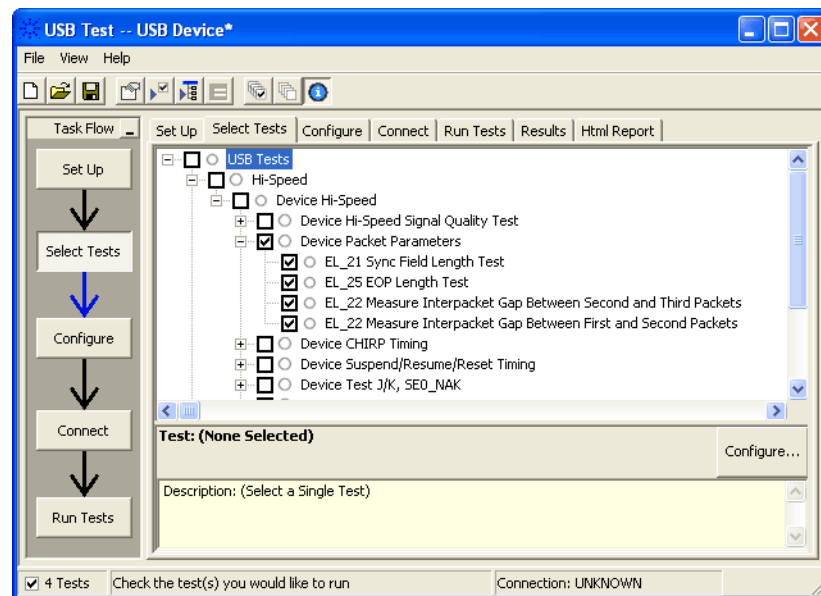 USB Test -- USB Device*
File View Help
Task Flow
Set Up
Select Tests
Configure
Connect
Run Tests
Set Up Select Tests Configure Connect Run Tests Results Html Report
USB Tests
Hi-Speed
Device Hi-Speed
Device Hi-Speed Signal Quality Test
Device Packet Parameters
EL_21 Sync Field Length Test
EL_25 EOP Length Test
EL_22 Measure Interpacket Gap Between Second and Third Packets
EL_22 Measure Interpacket Gap Between First and Second Packets
Device CHIRP Timing
Device Suspend/Resume/Reset Timing
Device Test J/K, SE0_NAK
Test: (None Selected)
Configure...
Description: (Select a Single Test)
4 Tests Check the test(s) you would like to run Connection: UNKNOWN